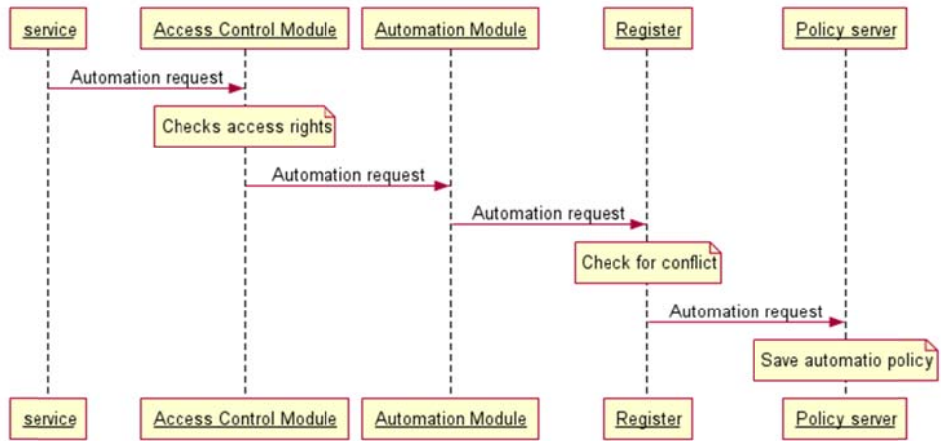 service
Access Control Module
Automation Module
Register
Policy server
Automation request
Checks access rights
Automation request
Automation request
Check for conflict
Automation request
Save automatio policy
service
Access Control Module
Automation Module
Register
Policy server